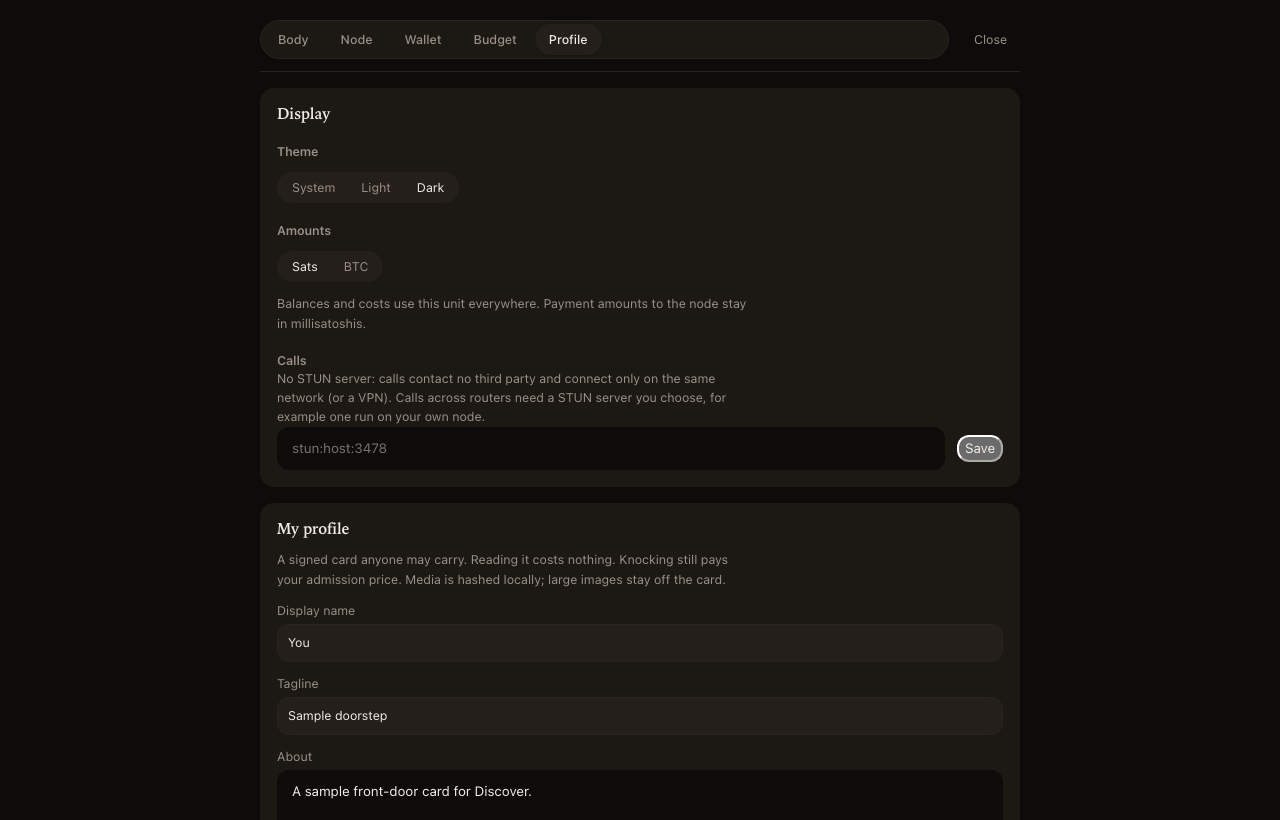 Body
Node
Wallet
Budget
Profile
Close
Display
Theme
System
Light
Dark
Amounts
Sats
BTC
Balances and costs use this unit everywhere. Payment amounts to the node stay
in millisatoshis.
Calls
No STUN server: calls contact no third party and connect only on the same
network (or a VPN). Calls across routers need a STUN server you choose, for
example one run on your own node.
stun:host:3478
Save
My profile
A signed card anyone may carry. Reading it costs nothing. Knocking still pays
your admission price. Media is hashed locally; large images stay off the card.
Display name
You
Tagline
Sample doorstep
About
A sample front-door card for Discover.